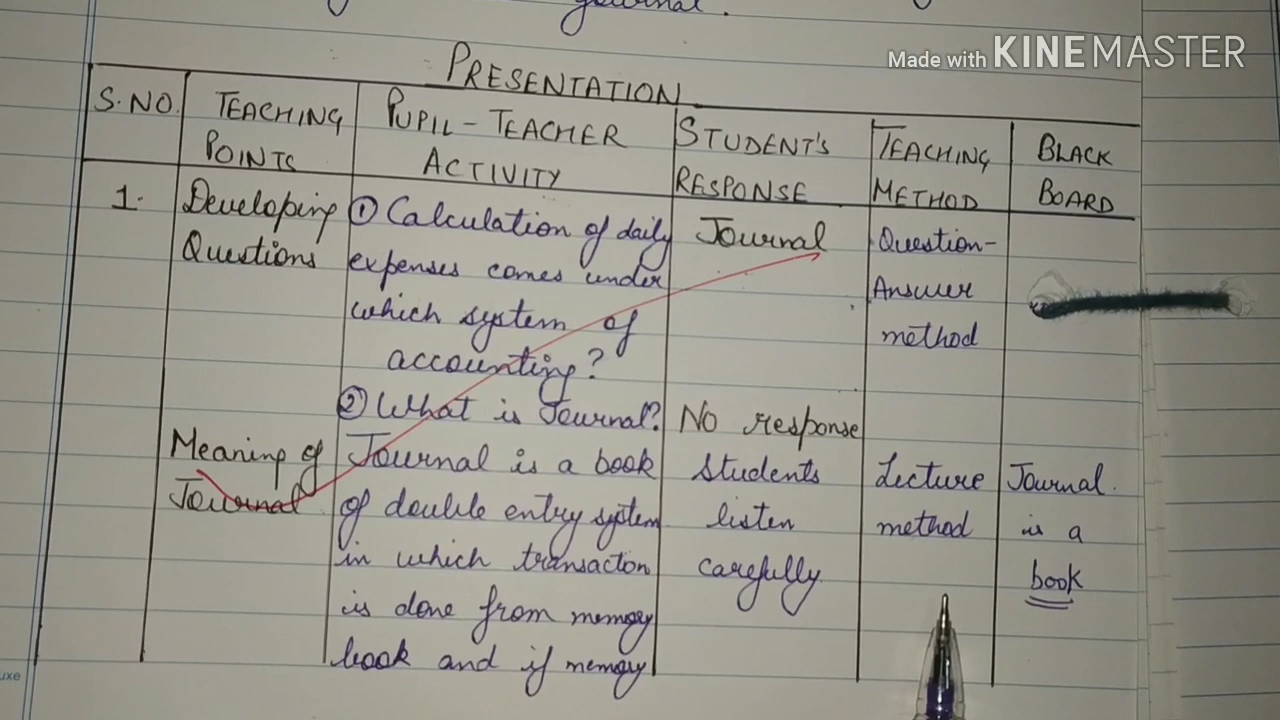 Journal.
Made with KINEMASTER
PRESENTATION
S.NO. TEACHING POINTS PUPIL-TEACHER ACTIVITY STUDENT'S RESPONSE TEACHING METHOD BLACK BOARD
1. Developing Questions
① Calculation of daily
expenses comes under
which system of
accounting?
Journal
Question-
Answer
method
② What is Journal?
No response
Meaning of
Journal
Journal is a book
of double entry system
in which transacton
is done from memory
book and if memory
Students
listen
carefully
Lecture
method
Journal.
is a
book
uxe